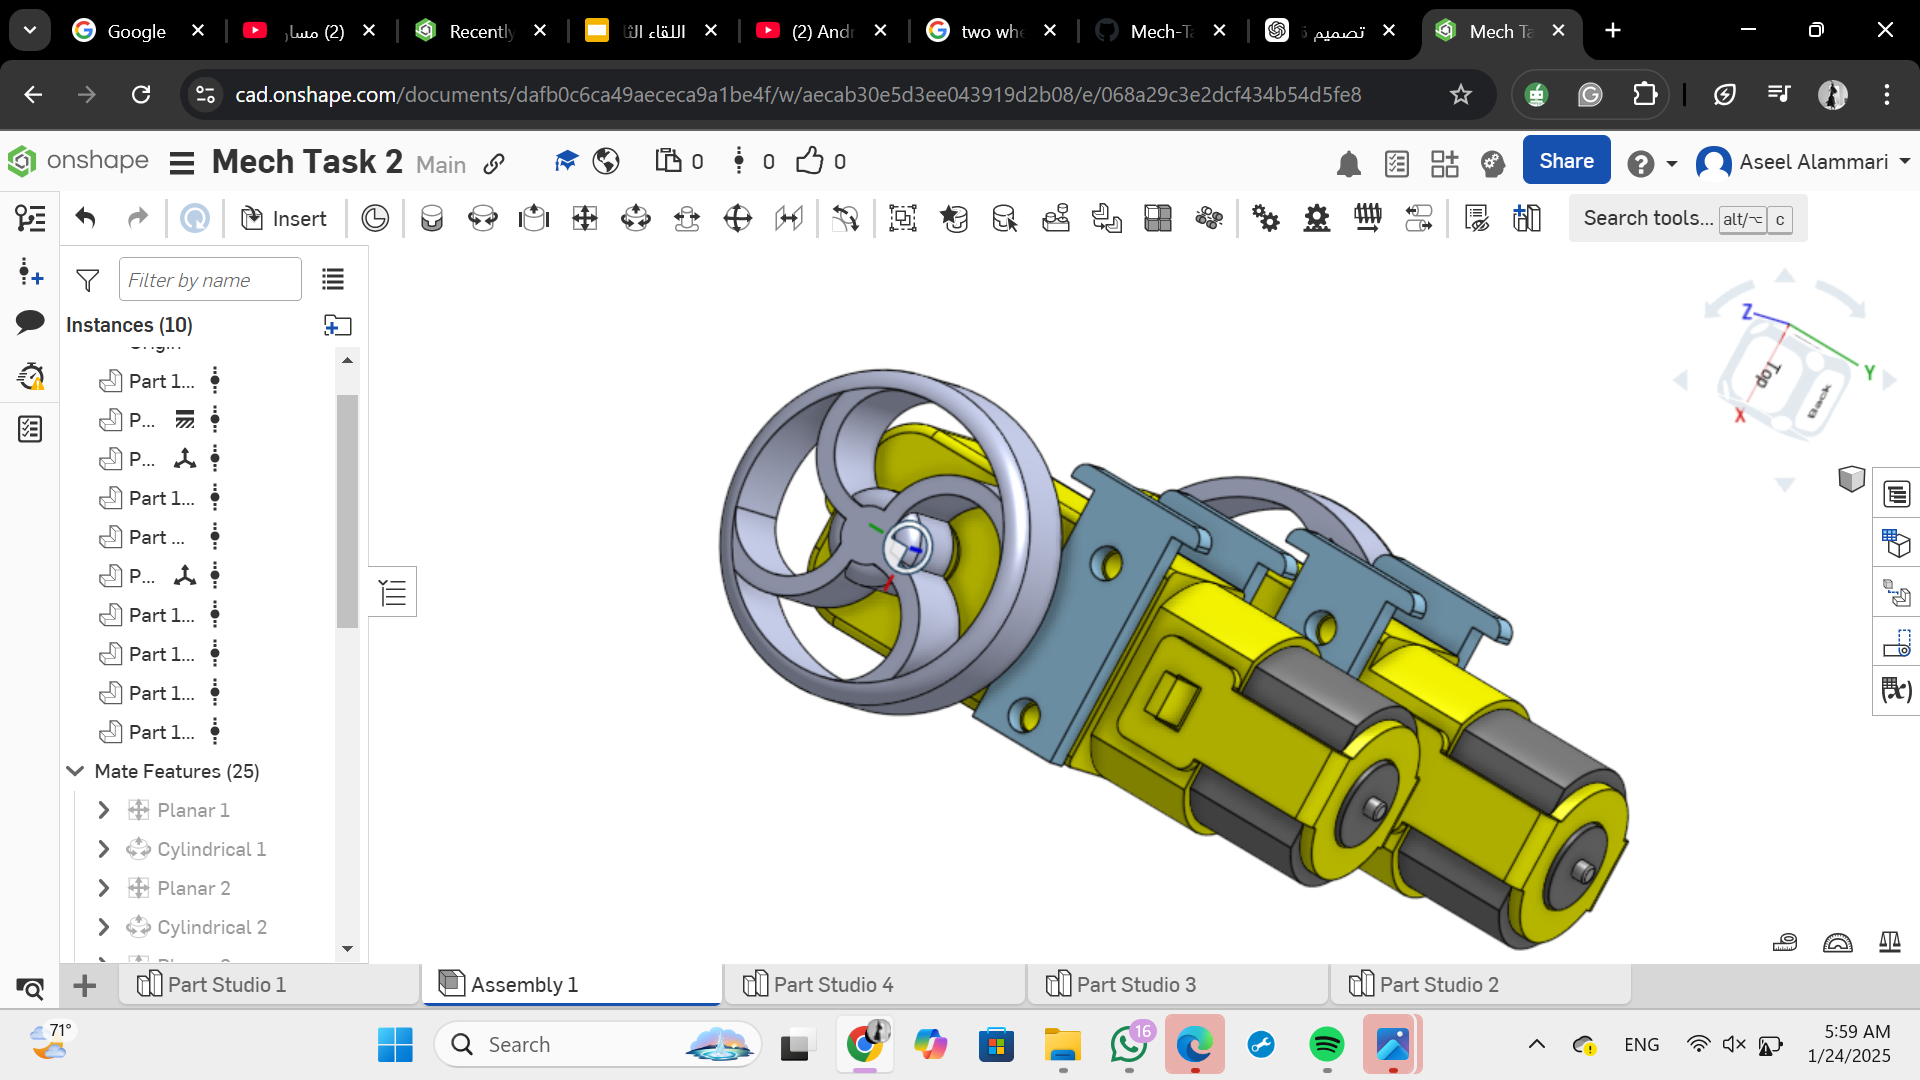 Google
(2) مسار
Recently
اللقاء الثا
(2) Andr
two whe
Mech-Ta
تصميم ة
Mech Ta
cad.onshape.com/documents/dafb0c6ca49aececa9a1be4f/w/aecab30e5d3ee043919d2b08/e/068a29c3e2dcf434b54d5fe8
onshape
Mech Task 2 Main
0
0
0
Share
Aseel Alammari
Insert
Search tools... alt/⌥ c
Filter by name
Instances (10)
Part 1...
P...
P...
Part 1...
Part ...
P...
Part 1...
Part 1...
Part 1...
Part 1...
Mate Features (25)
Planar 1
Cylindrical 1
Planar 2
Cylindrical 2
Z
Y
X
Top
Back
Part Studio 1
Assembly 1
Part Studio 4
Part Studio 3
Part Studio 2
71°
Search
16
ENG
5:59 AM
1/24/2025